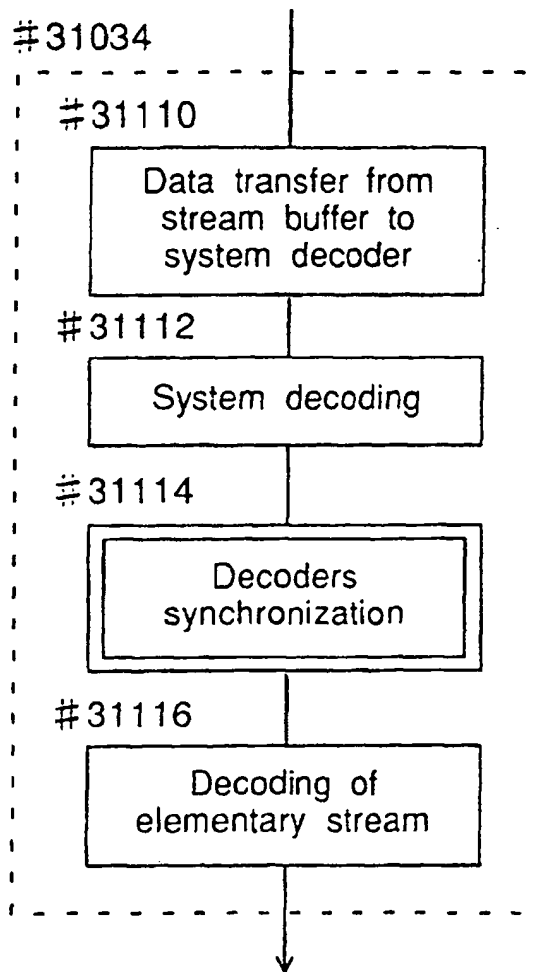 #31034
#31110
Data transfer from
stream buffer to
system decoder
#31112
System decoding
#31114
Decoders
synchronization
#31116
Decoding of
elementary stream